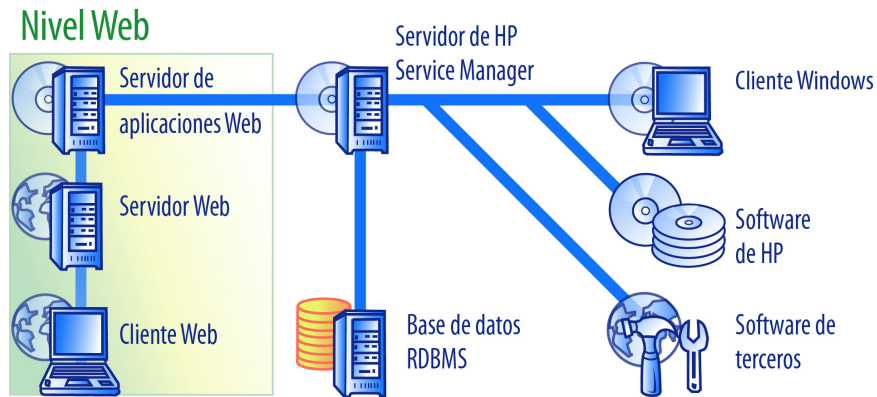 Nivel Web
Servidor de
aplicaciones Web
Servidor Web
Cliente Web
Servidor de HP
Service Manager
Base de datos
RDBMS
Cliente Windows
Software
de HP
Software de
terceros